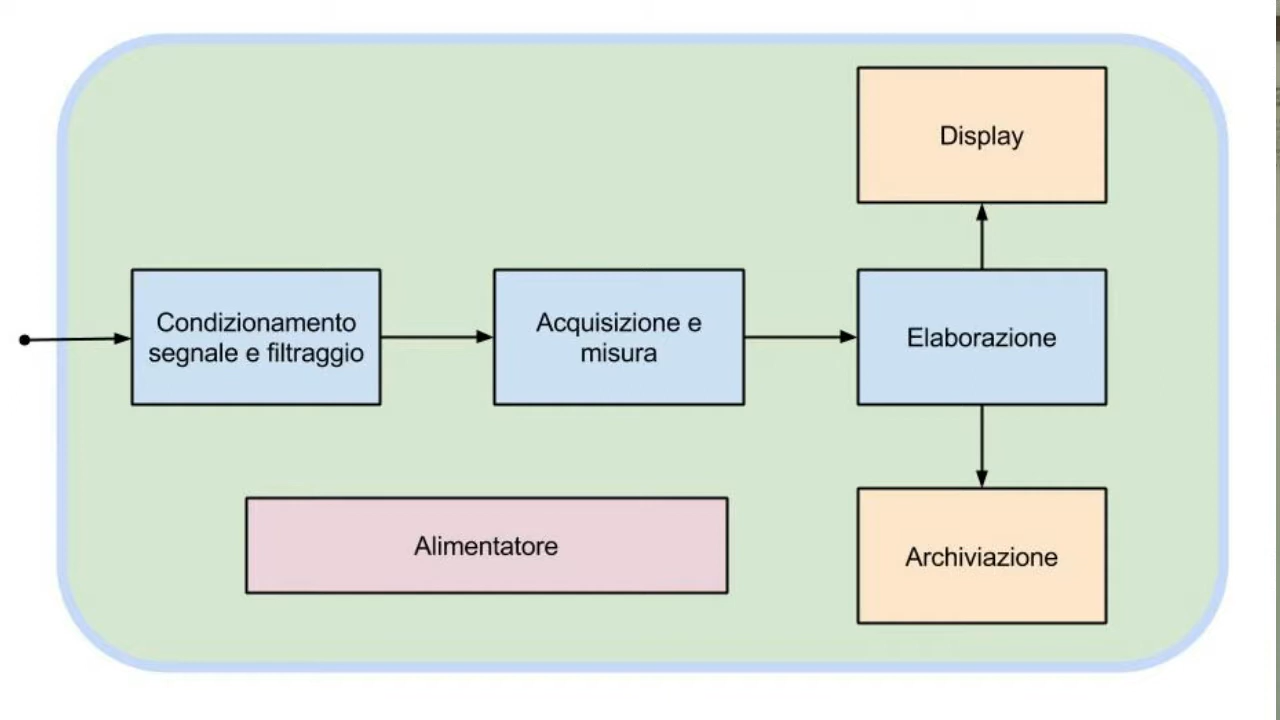 Display
Condizionamento
segnale e filtraggio
Acquisizione e
misura
Elaborazione
Alimentatore
Archiviazione